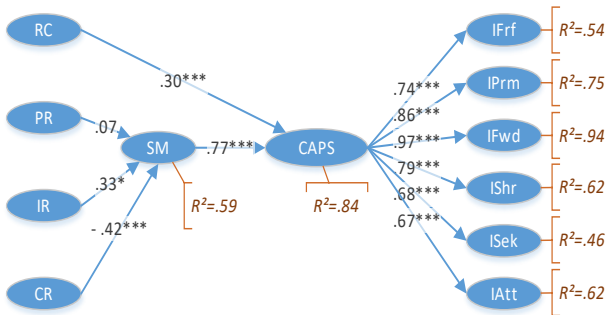 RC
.30***
PR
.07
SM
.77***
CAPS
IR
.33*
R²=.59
R²=.84
- .42***
CR
IFrf
R²=.54
.74***
IPrm
R²=.75
.86***
IFwd
R²=.94
.97***
IShr
R²=.62
.79***
ISek
R²=.46
.68***
IAtt
R²=.62
.67***